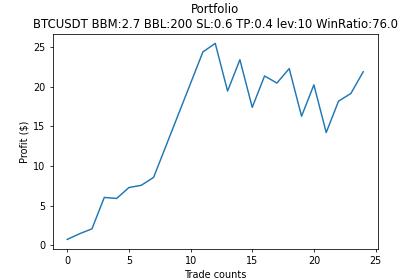 Portfolio
BTCUSDT BBM:2.7 BBL:200 SL:0.6 TP:0.4 lev:10 WinRatio:76.0
Profit ($)
25
20
15
10
5
0
0 5 10 15 20 25
Trade counts